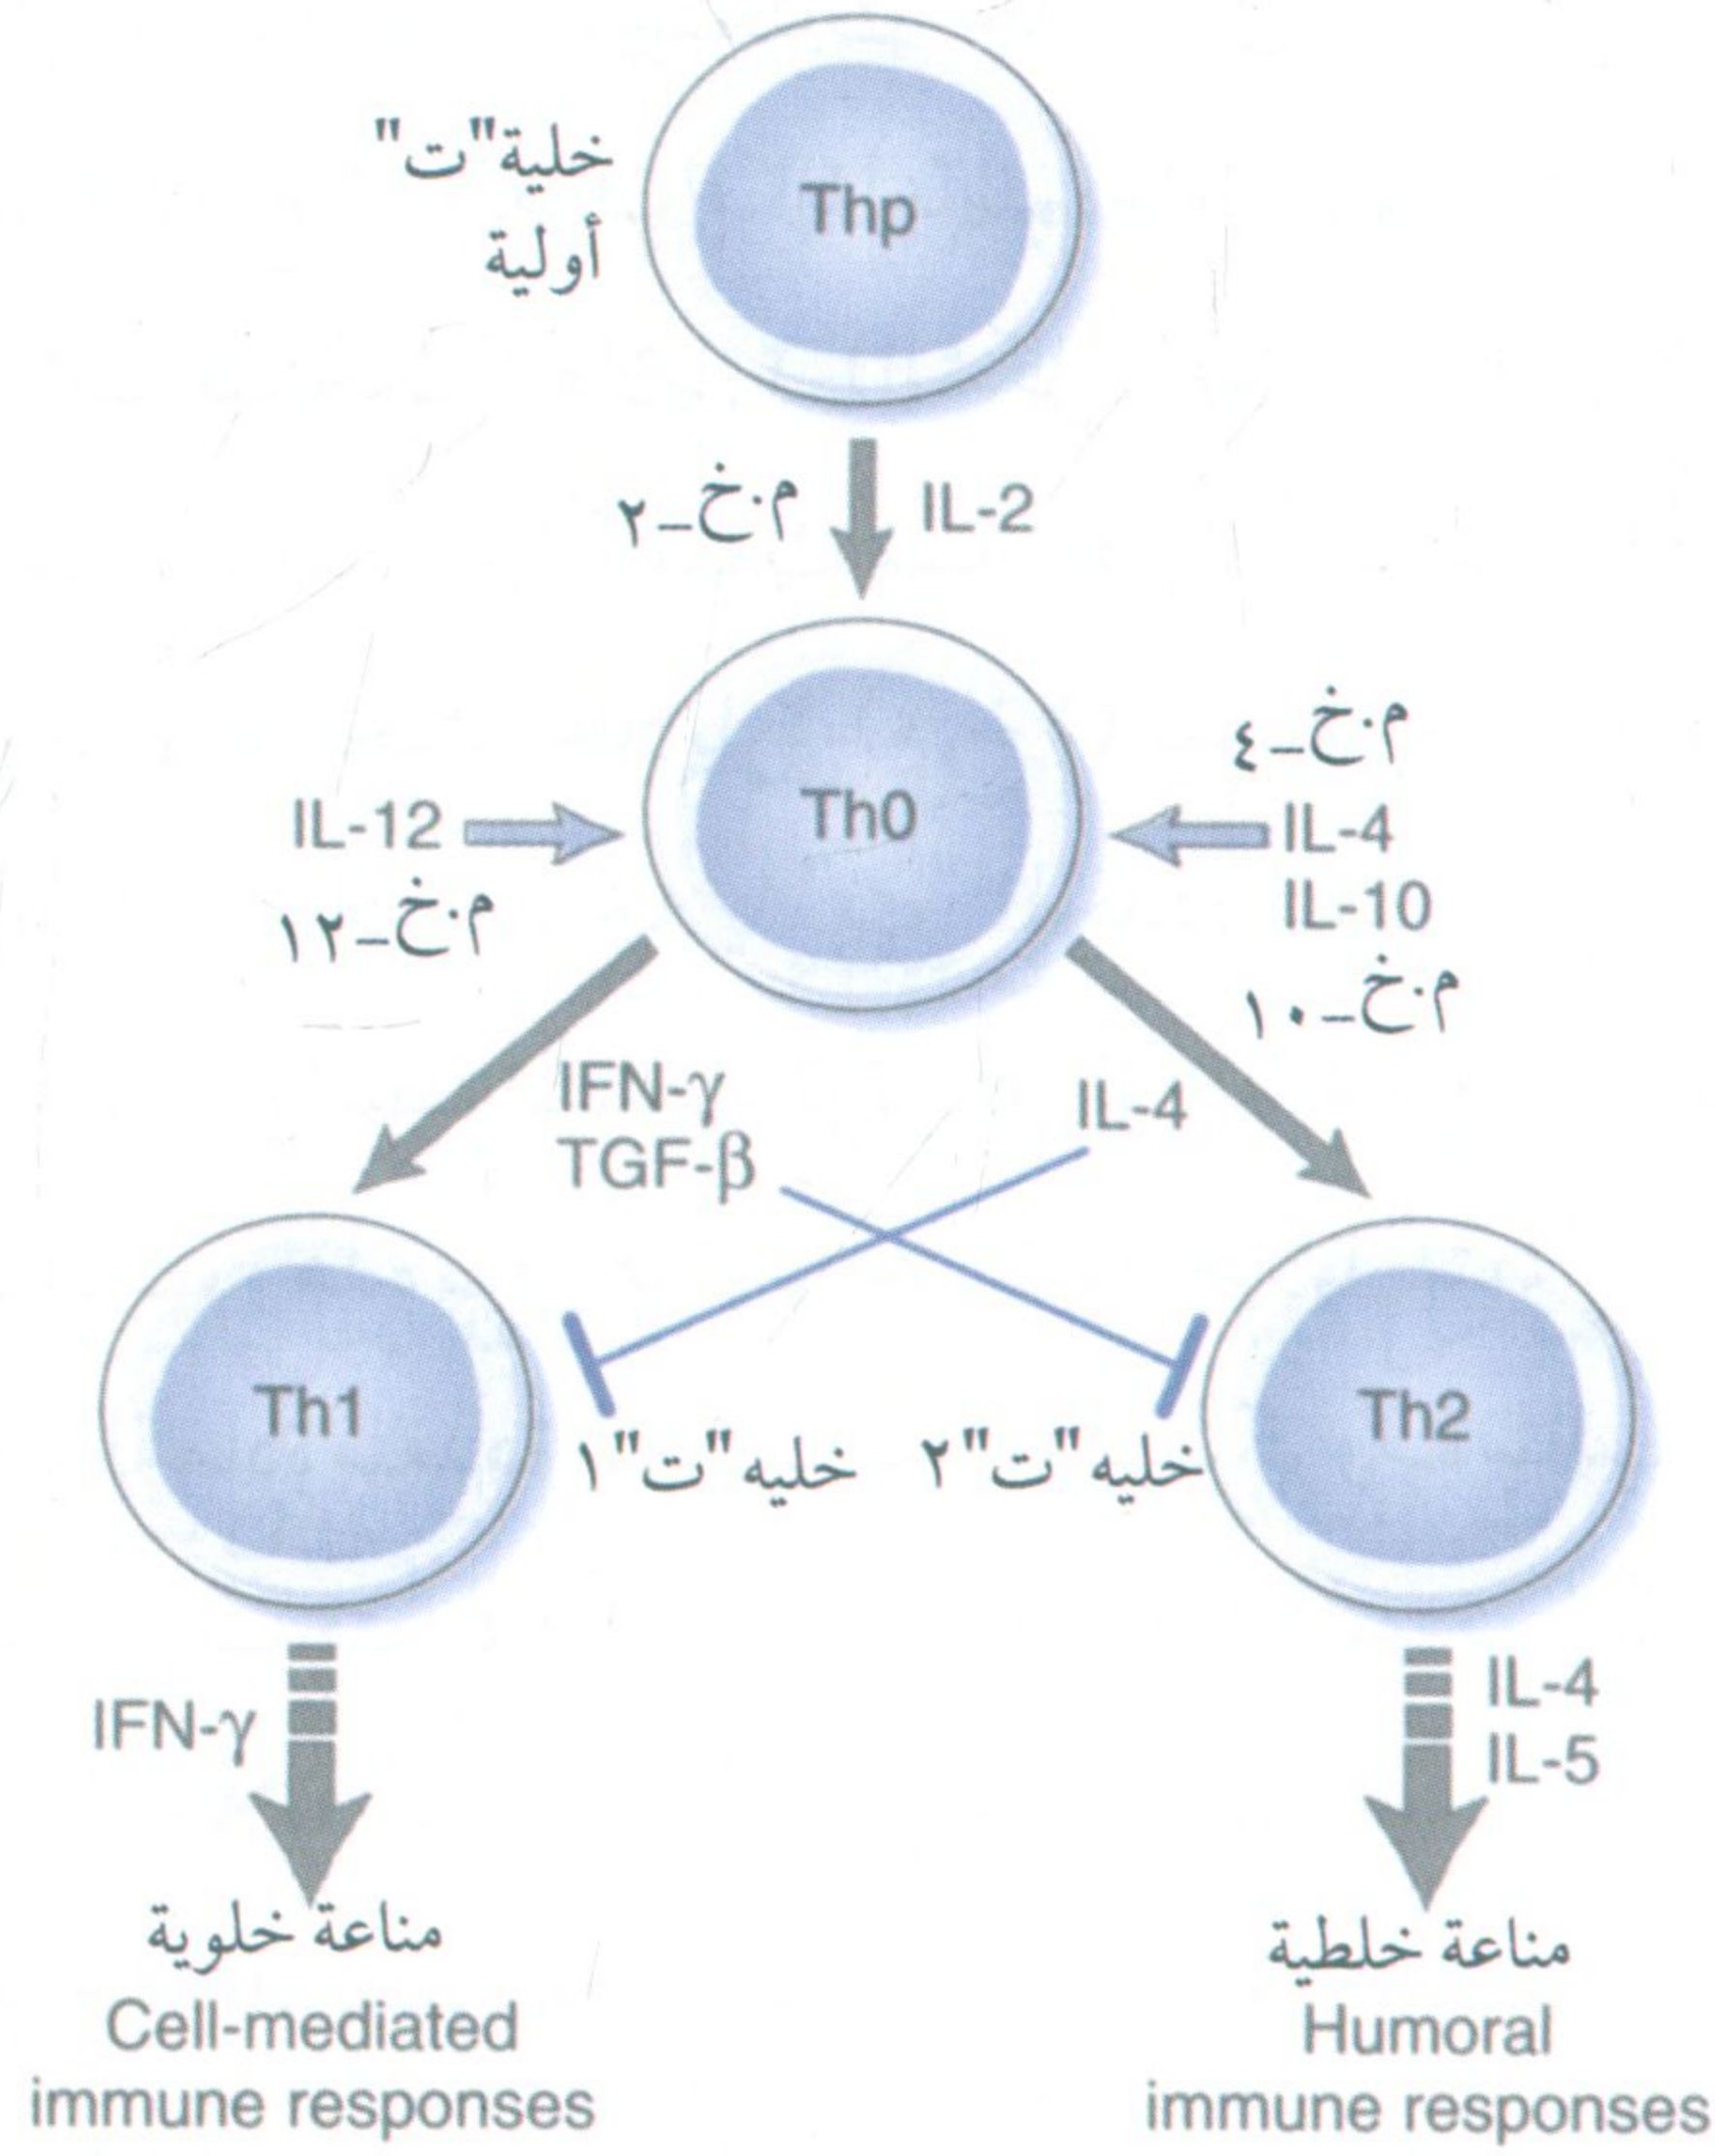 خلية"ت"
أولية
Thp
م.خ-٢
IL-2
Th0
م.خ-٤
IL-12
IL-4
م.خ-١٢
IL-10
م.خ-١٠
IFN-γ
TGF-β
IL-4
Th1
Th2
خليه"ت"١
خليه"ت"٢
IFN-γ
IL-4
IL-5
مناعة خلوية
Cell-mediated
immune responses
مناعة خلطية
Humoral
immune responses